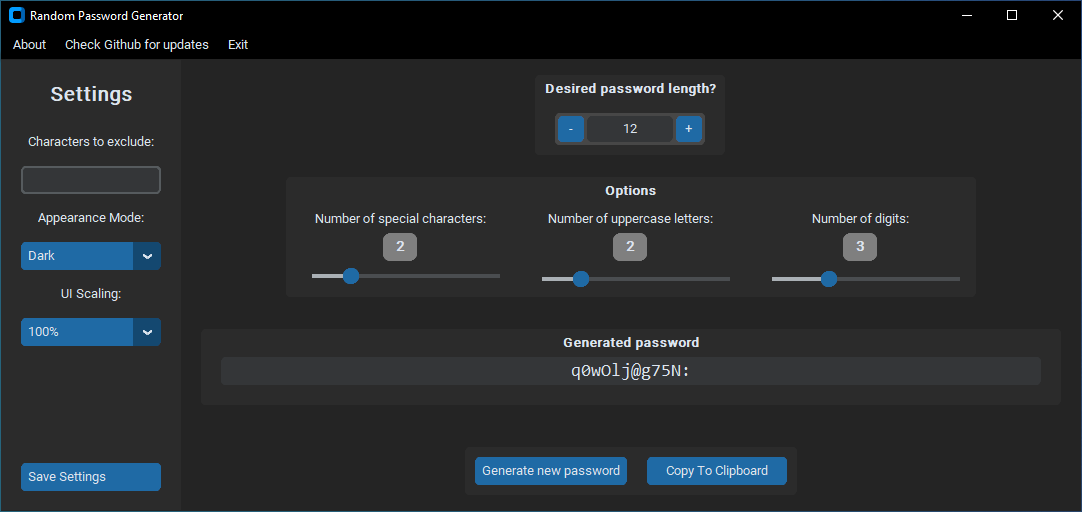 Random Password Generator
About Check Github for updates Exit
Settings
Characters to exclude:
Appearance Mode:
Dark
UI Scaling:
100%
Save Settings
Desired password length?
- 12 +
Options
Number of special characters: Number of uppercase letters: Number of digits:
2 2 3
Generated password
q0wOlj@g75N:
Generate new password Copy To Clipboard